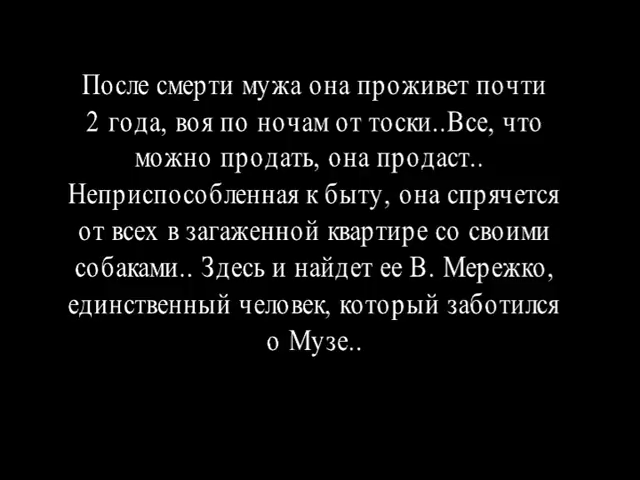 После смерти мужа она проживет почти
2 года, воя по ночам от тоски..Все, что
можно продать, она продаст..
Неприспособленная к быту, она спрячется
от всех в загаженной квартире со своими
собаками.. Здесь и найдет ее В. Мережко,
единственный человек, который заботился
о Музе..